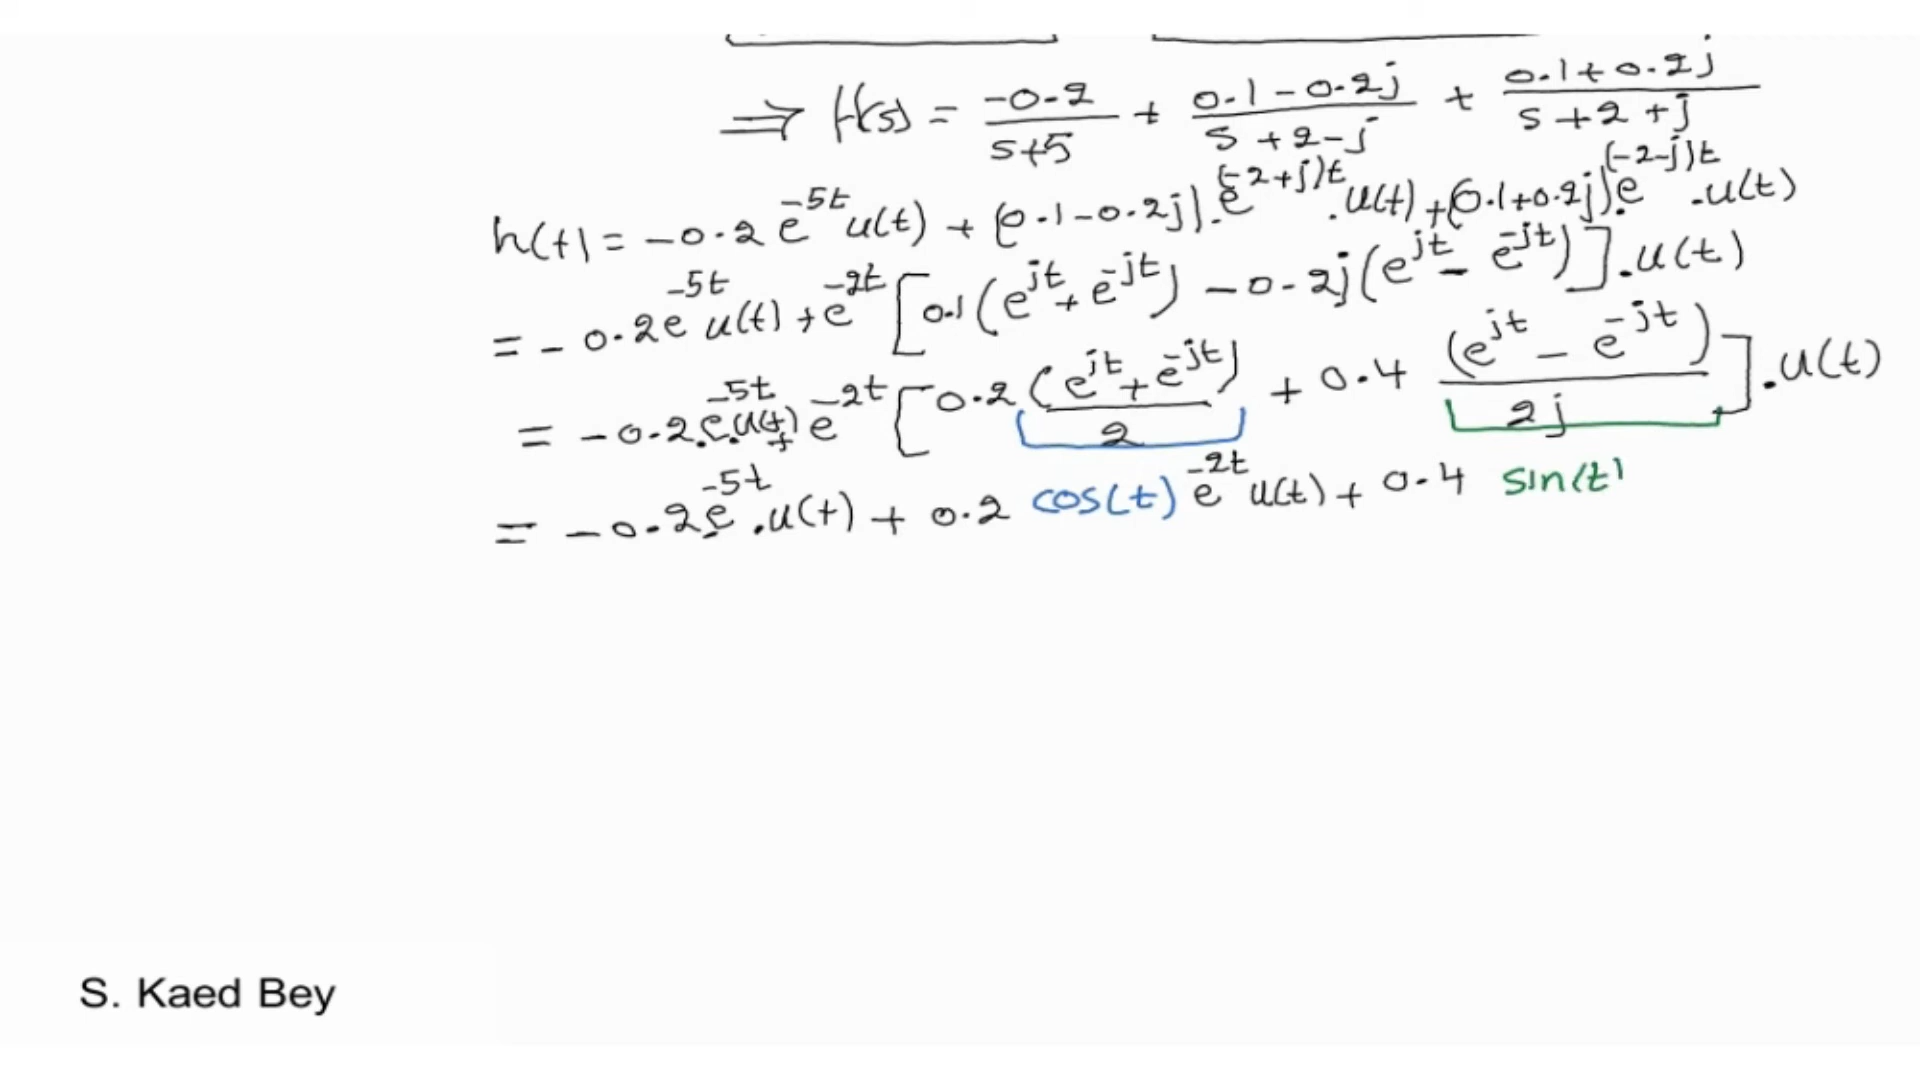 ⇒ H(s) = -0.2/(s+5) + (0.1-0.2j)/(s+2-j) + (0.1+0.2j)/(s+2+j)
h(t) = -0.2 e^{-5t} u(t) + (0.1-0.2j).e^{(-2+j)t}.u(t) + (0.1+0.2j).e^{(-2-j)t}.u(t)
= -0.2e^{-5t} u(t) + e^{-2t} [0.1(e^{jt} + e^{-jt}) - 0.2j(e^{jt} - e^{-jt})].u(t)
= -0.2.e^{-5t}.u(t) + e^{-2t} [0.2 (e^{jt} + e^{-jt})/2 + 0.4 (e^{jt} - e^{-jt})/2j].u(t)
= -0.2e^{-5t}.u(t) + 0.2 cos(t) e^{-2t} u(t) + 0.4 sin(t)
S. Kaed Bey